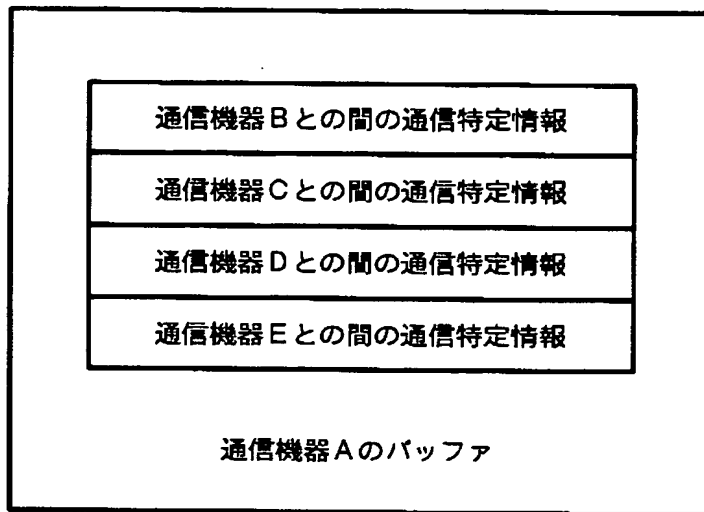 通信機器Bとの間の通信特定情報
通信機器Cとの間の通信特定情報
通信機器Dとの間の通信特定情報
通信機器Eとの間の通信特定情報
通信機器Aのバッファ